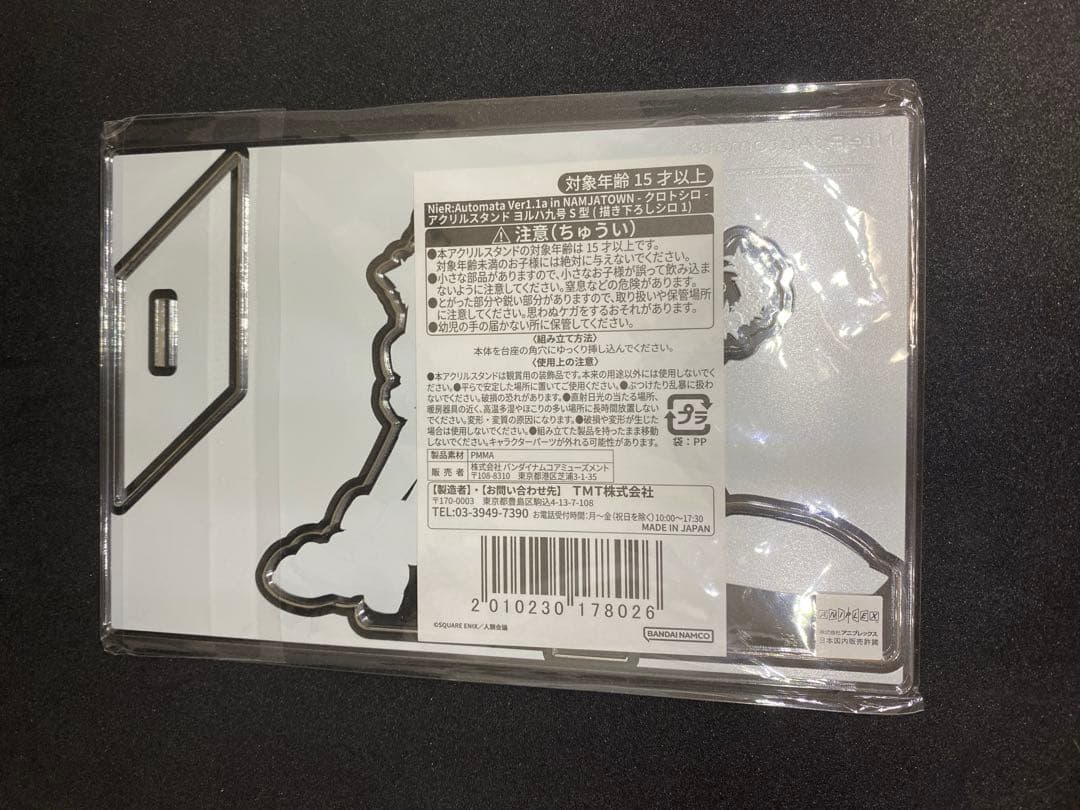 対象年齢 15 才以上
NieR:Automata Ver1.1a in NAMJATOWN - クロトシロ -
アクリルスタンド ヨルハ九号 S 型 ( 描き下ろしシロ 1)
注意(ちゅうい)
●本アクリルスタンドの対象年齢は 15 才以上です。
対象年齢未満のお子様には絶対に与えないでください。
●小さな部品がありますので、小さなお子様が誤って飲み込ま
ないように注意してください。窒息などの危険があります。
●とがった部分や鋭い部分がありますので、取り扱いや保管場所
に注意してください。思わぬケガをするおそれがあります。
●幼児の手の届かない所に保管してください。
〈組み立て方法〉
本体を台座の角穴にゆっくり挿し込んでください。
〈使用上の注意〉
●本アクリルスタンドは観賞用の装飾品です。本来の用途以外には使用しないでく
ださい。●平らで安定した場所に置いてご使用ください。●ぶつけたり乱暴に扱わ
ないでください。破損の恐れがあります。●直射日光の当たる場所、
暖房器具の近く、高温多湿やほこりの多い場所に長時間放置しない
でください。変形・変質の原因になります。●破損や変形が生じた
場合は使用しないでください。●組み立てた製品を持ったまま移動
しないでください。キャラクターパーツが外れる可能性があります。
プラ
袋：PP
製品素材 PMMA
販売者 株式会社 バンダイナムコアミューズメント
〒108-8310 東京都港区芝浦3-1-35
【製造者】・【お問い合わせ先】 TMT株式会社
〒170-0003 東京都豊島区駒込4-13-7-108
TEL:03-3949-7390 お電話受付時間：月～金(祝日を除く)10:00～17:30
MADE IN JAPAN
2 010230 178026
©SQUARE ENIX／人類会議
BANDAI NAMCO
ANIPLEX
株式会社アニプレックス
日本国内販売許諾